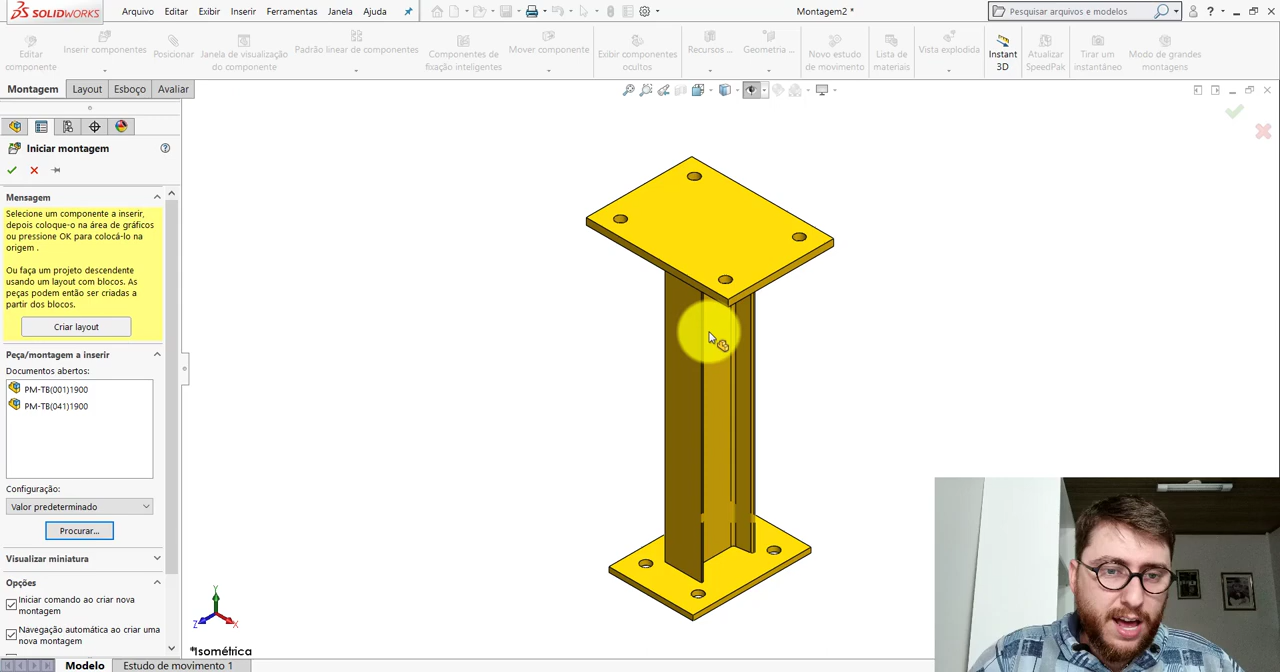 SOLIDWORKS
Arquivo Editar Exibir Inserir Ferramentas Janela Ajuda
Montagem2 *
Pesquisar arquivos e modelos
?
Editar
componente
Inserir componentes
Posicionar
Janela de visualização
do componente
Padrão linear de componentes
Componentes de
fixação inteligentes
Mover componente
Exibir componentes
ocultos
Recursos ...
Geometria ...
Novo estudo
de movimento
Lista de
materiais
Vista explodida
Instant
3D
Atualizar
SpeedPak
Tirar um
instantâneo
Modo de grandes
montagens
Montagem Layout Esboço Avaliar
Iniciar montagem
Mensagem
Selecione um componente a inserir,
depois coloque-o na área de gráficos
ou pressione OK para colocá-lo na
origem .
Ou faça um projeto descendente
usando um layout com blocos. As
peças podem então ser criadas a
partir dos blocos.
Criar layout
Peça/montagem a inserir
Documentos abertos:
PM-TB(001)1900
PM-TB(041)1900
Configuração:
Valor predeterminado
Procurar...
Visualizar miniatura
Opções
Iniciar comando ao criar nova
montagem
Navegação automática ao criar uma
nova montagem
Y
Z
X
*Isométrica
Modelo Estudo de movimento 1